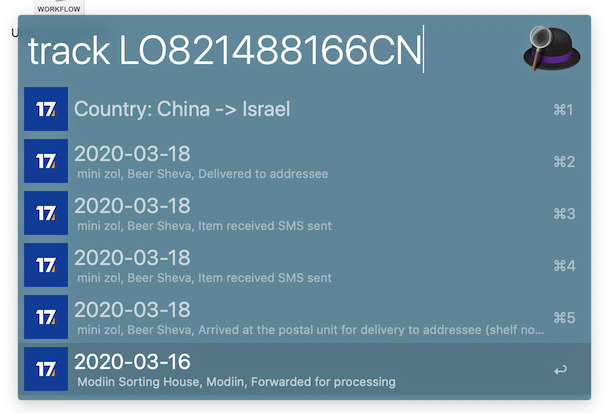 WORKFLOW
track LO821488166CN
17
Country: China -> Israel
⌘1
17
2020-03-18
mini zol, Beer Sheva, Delivered to addressee
⌘2
17
2020-03-18
mini zol, Beer Sheva, Item received SMS sent
⌘3
17
2020-03-18
mini zol, Beer Sheva, Item received SMS sent
⌘4
17
2020-03-18
mini zol, Beer Sheva, Arrived at the postal unit for delivery to addressee (shelf no...
⌘5
17
2020-03-16
Modiin Sorting House, Modiin, Forwarded for processing
↩